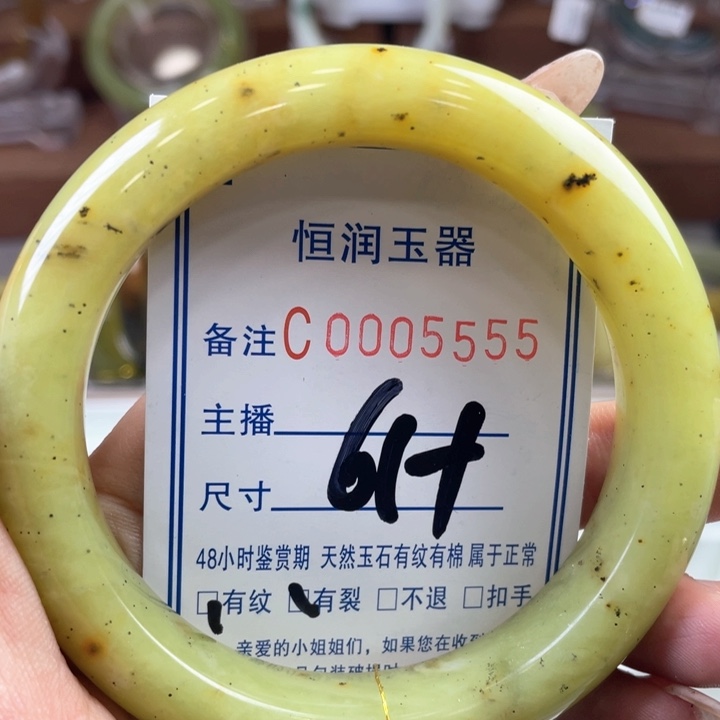 恒润玉器
备注C0005555
主播
尺寸 61+
48小时鉴赏期 天然玉石有纹有棉 属于正常
□有纹 □有裂 □不退 □扣手
亲爱的小姐姐们，如果您在收到